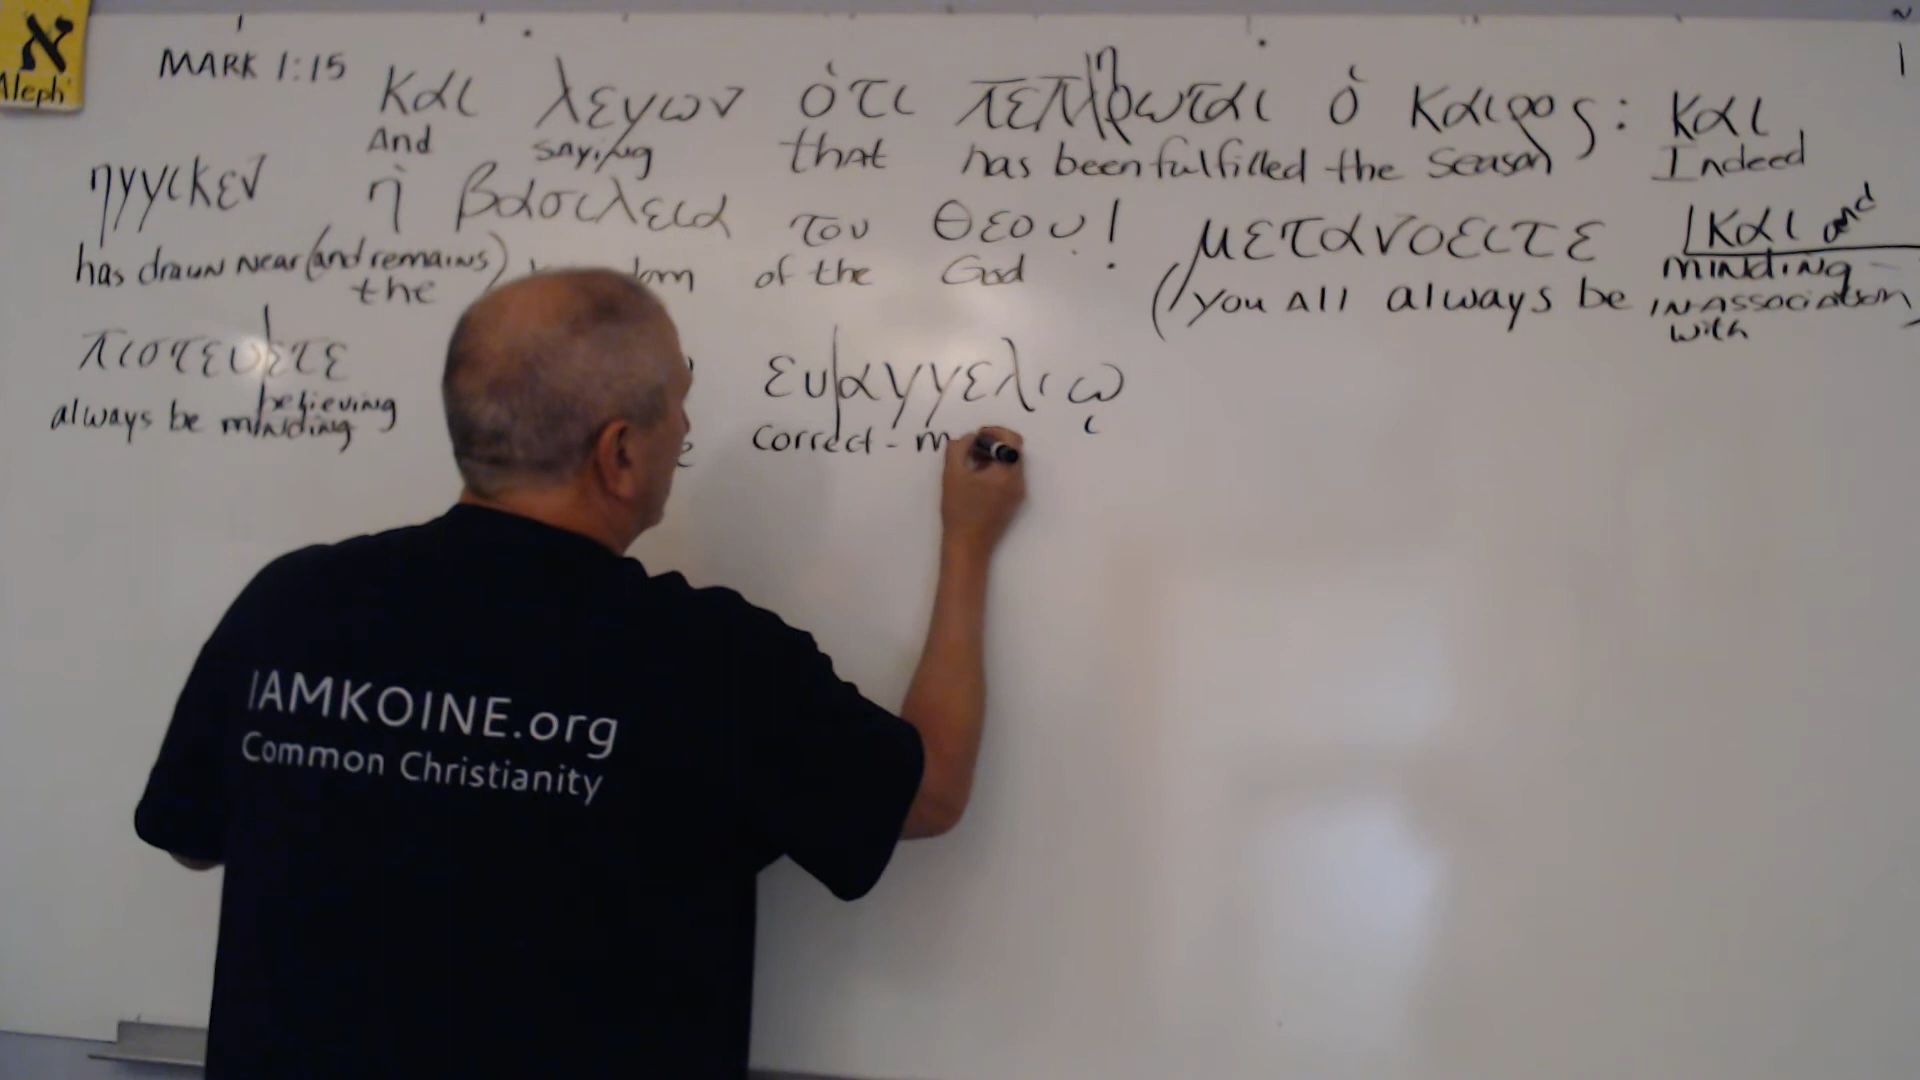 א
Aleph
MARK 1:15
και λεγων ὁτι πεπληρωται ὁ καιρος: και
And saying that has been fulfilled the Season Indeed
ηγγικεν ἡ βασιλεια του θεου! μετανοειτε και and
has drawn near (and remains) of the God
the
(you all always be minding in association with
πιστευετε ευαγγελιῳ
always be minding believing correct-m
IAMKOINE.org
Common Christianity